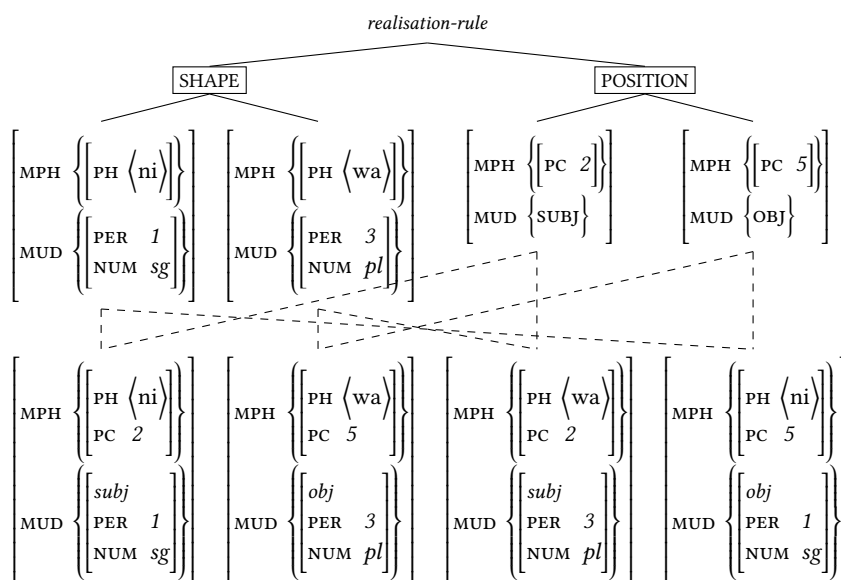 realisation-rule
SHAPE POSITION
MPH {[PH ⟨ni⟩]} MPH {[PH ⟨wa⟩]} MPH {[PC 2]} MPH {[PC 5]}
MUD {[PER 1 NUM sg]} MUD {[PER 3 NUM pl]} MUD {SUBJ} MUD {OBJ}
MPH {[PH ⟨ni⟩ PC 2]} MPH {[PH ⟨wa⟩ PC 5]} MPH {[PH ⟨wa⟩ PC 2]} MPH {[PH ⟨ni⟩ PC 5]}
MUD {[subj PER 1 NUM sg]} MUD {[obj PER 3 NUM pl]} MUD {[subj PER 3 NUM pl]} MUD {[obj PER 1 NUM sg]}